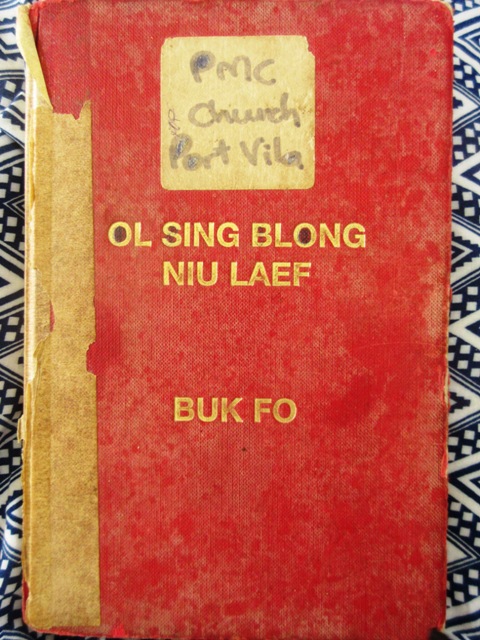 PMC
Church
Port Vila
OL SING BLONG
NIU LAEF
BUK FO